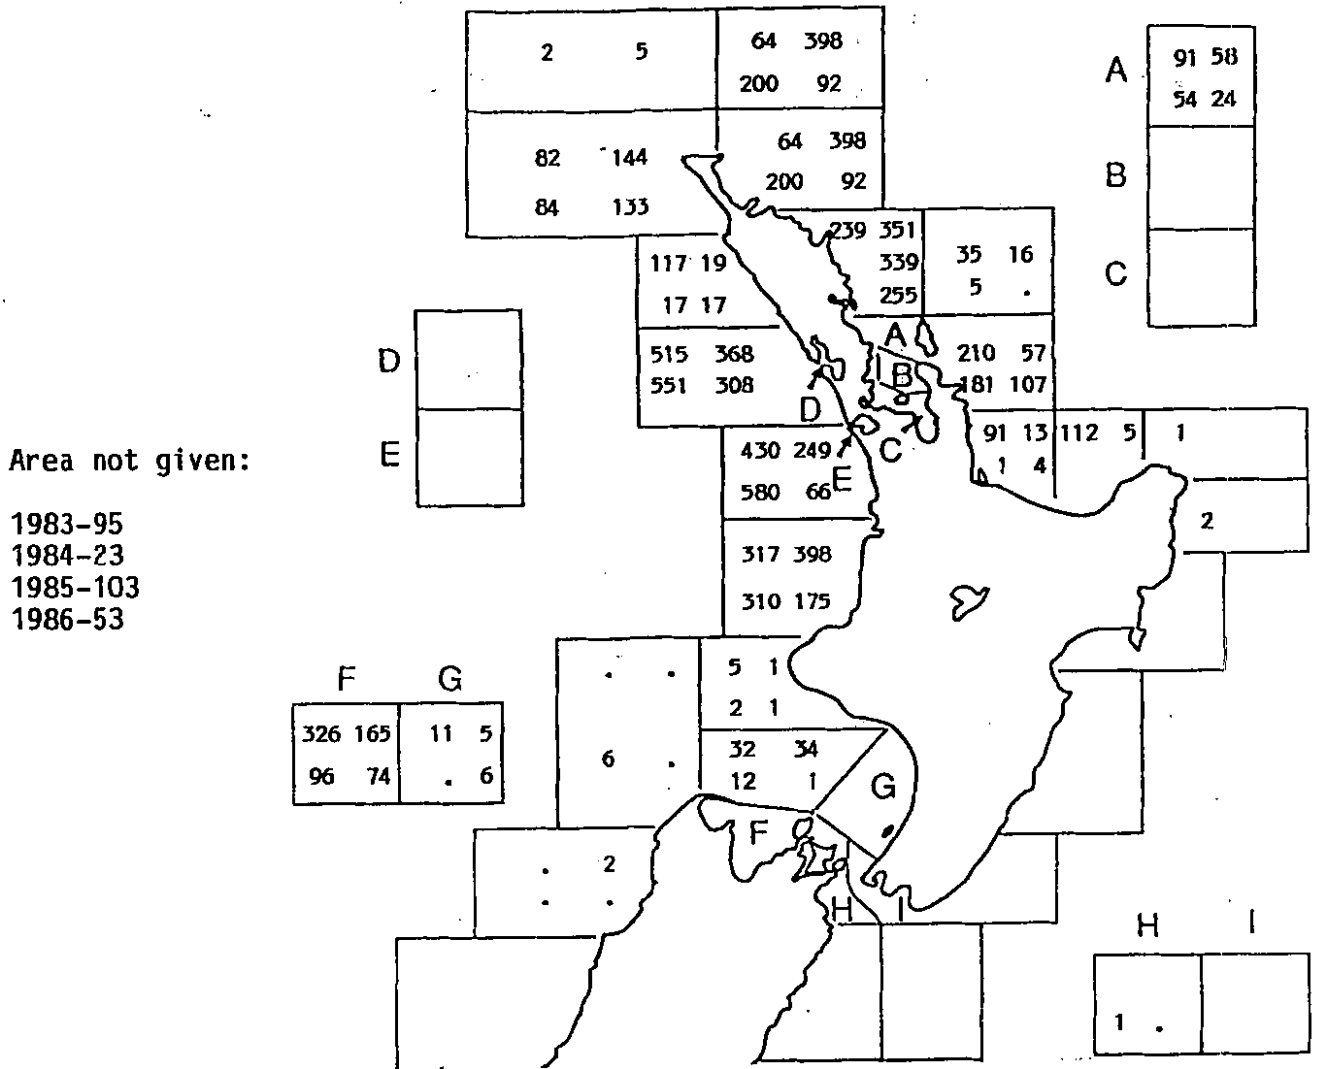 2 5
64 398
200 92
82 144
84 133
64 398
200 92
A
91 58
54 24
B
C
239 351
339
255
35 16
5 .
117 19
17 17
515 368
551 308
A
B
210 57
181 107
D
E
D
C
E
430 249
580 66
91 13
1 4
112 5
1
2
317 398
310 175
Area not given:
1983-95
1984-23
1985-103
1986-53
F G
326 165
96 74
11 5
. 6
. .
6 .
5 1
2 1
32 34
12 1
G
F
. 2
. .
H I
H I
1 .